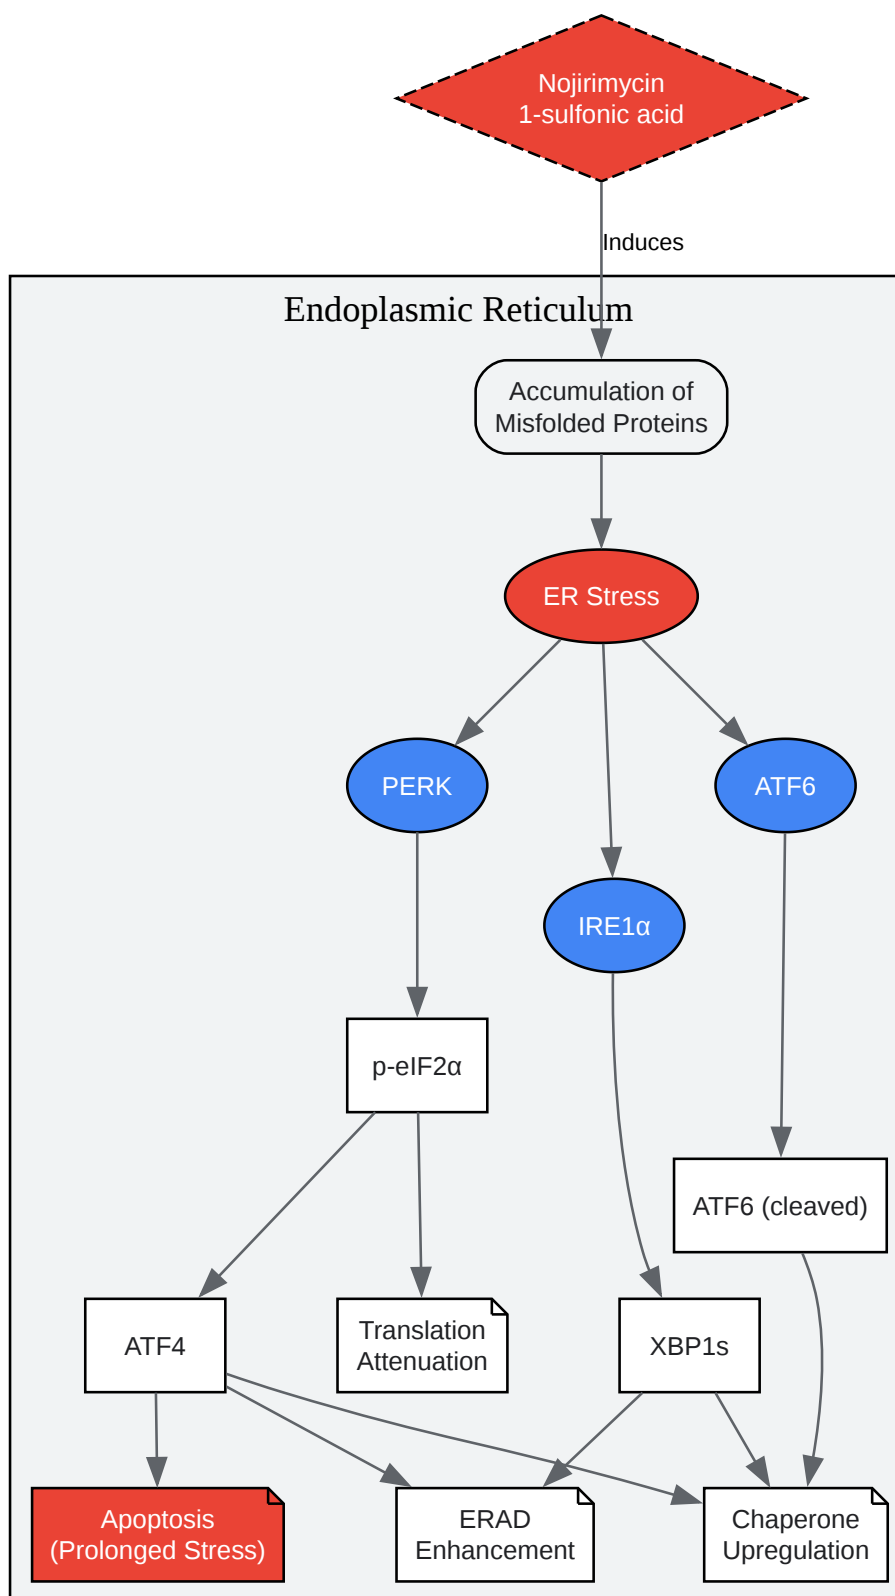 Nojirimycin
1-sulfonic acid
Induces
Endoplasmic Reticulum
Accumulation of
Misfolded Proteins
ER Stress
PERK
ATF6
IRE1α
p-eIF2α
ATF6 (cleaved)
ATF4
Translation
Attenuation
XBP1s
Apoptosis
(Prolonged Stress)
ERAD
Enhancement
Chaperone
Upregulation